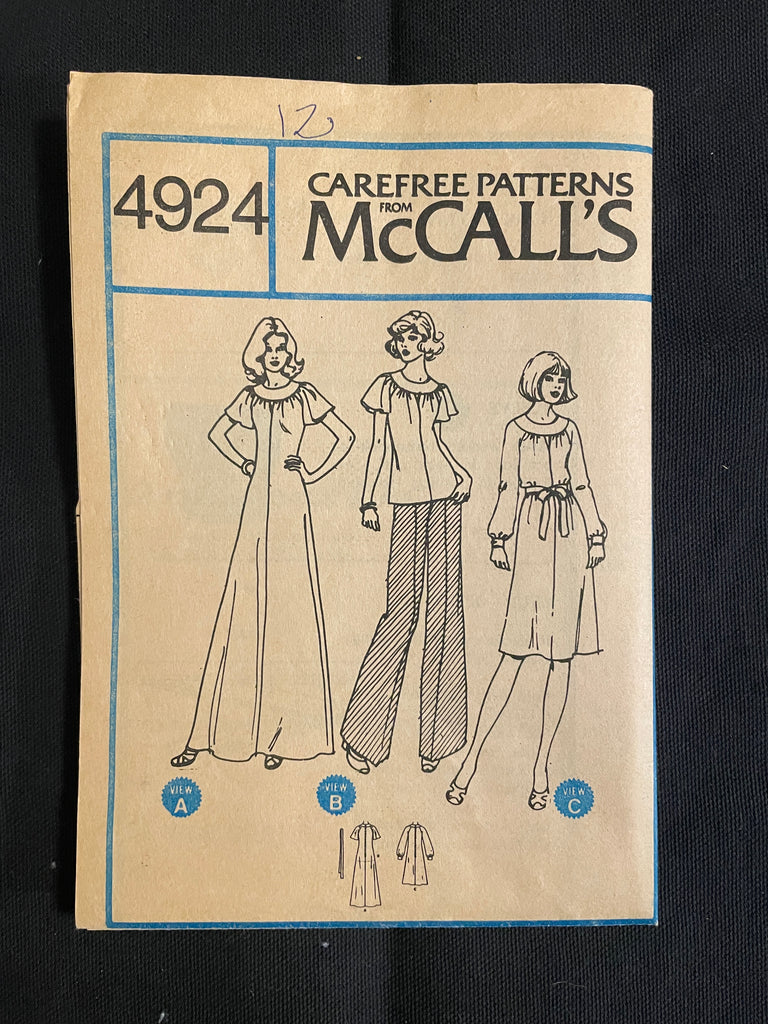 12
4924
CAREFREE PATTERNS
FROM
McCALL'S
VIEW
A
VIEW
B
VIEW
C